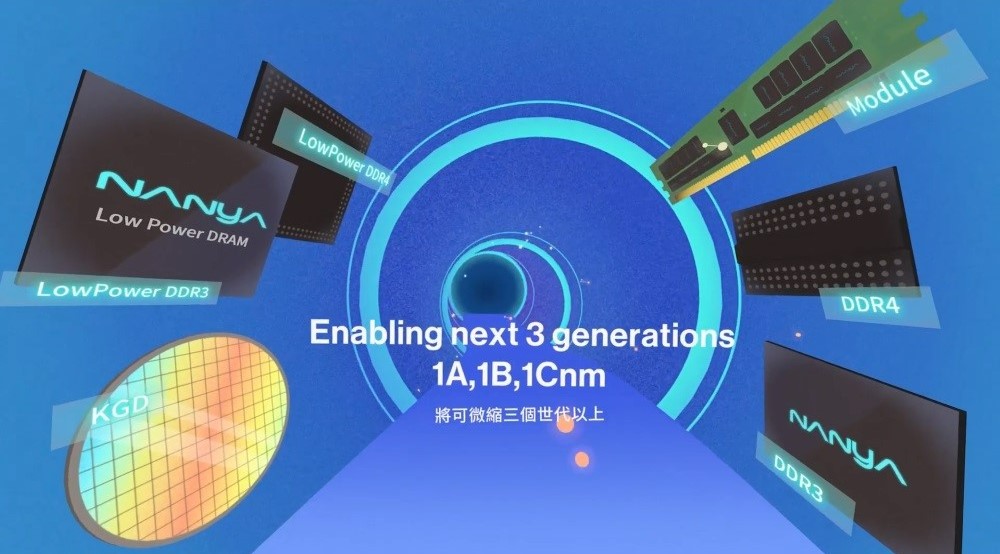 LowPower DDR4
NANYA
Low Power DRAM
LowPower DDR3
KGD
Module
DDR4
NANYA
DDR3
Enabling next 3 generations
1A,1B,1Cnm
將可微縮三個世代以上